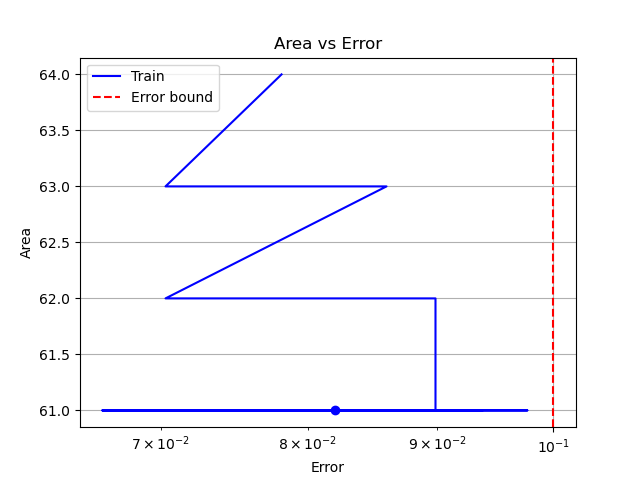 Area vs Error
Train
Error bound
Area
64.0
63.5
63.0
62.5
62.0
61.5
61.0
7 × 10⁻²
8 × 10⁻²
9 × 10⁻²
10⁻¹
Error